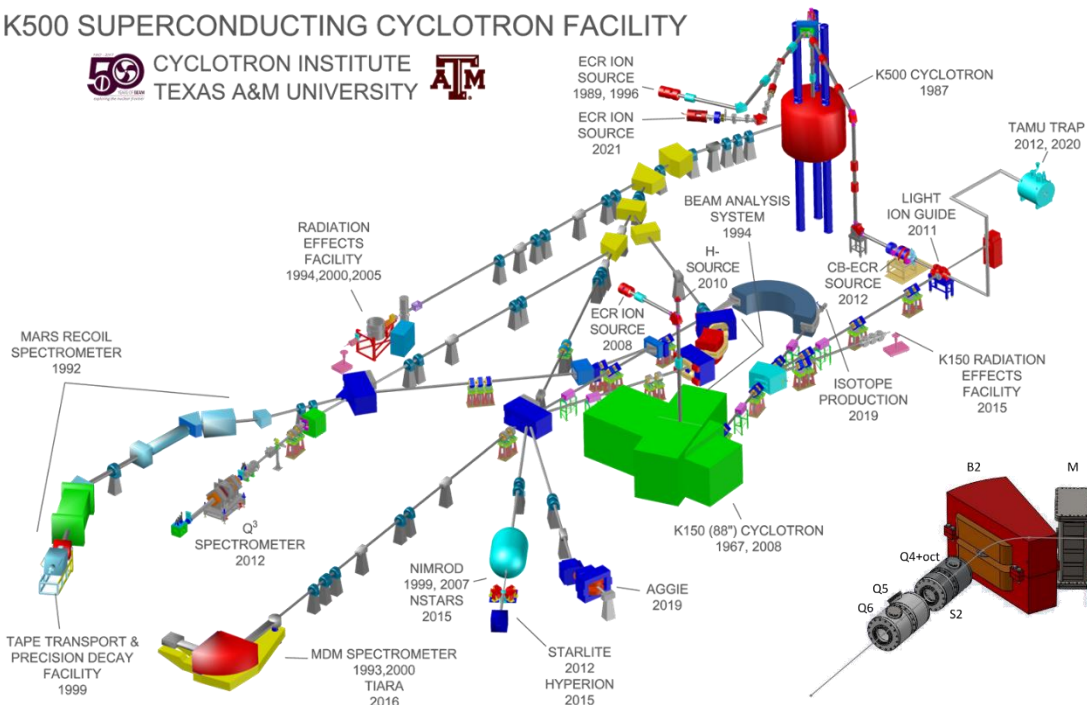 K500 SUPERCONDUCTING CYCLOTRON FACILITY
50
CYCLOTRON INSTITUTE
TEXAS A&M UNIVERSITY
ATM
ECR ION
SOURCE
1989, 1996
ECR ION
SOURCE
2021
K500 CYCLOTRON
1987
TAMU TRAP
2012, 2020
BEAM ANALYSIS
SYSTEM
1994
LIGHT
ION GUIDE
2011
RADIATION
EFFECTS
FACILITY
1994,2000,2005
H-
SOURCE
2010
CB-ECR
SOURCE
2012
ECR ION
SOURCE
2008
MARS RECOIL
SPECTROMETER
1992
K150 RADIATION
EFFECTS
FACILITY
2015
ISOTOPE
PRODUCTION
2019
Q³
SPECTROMETER
2012
K150 (88") CYCLOTRON
1967, 2008
NIMROD
1999, 2007
NSTARS
2015
AGGIE
2019
TAPE TRANSPORT &
PRECISION DECAY
FACILITY
1999
MDM SPECTROMETER
1993,2000
TIARA
2016
STARLITE
2012
HYPERION
2015
B2
M
Q4+oct
Q5
Q6
S2